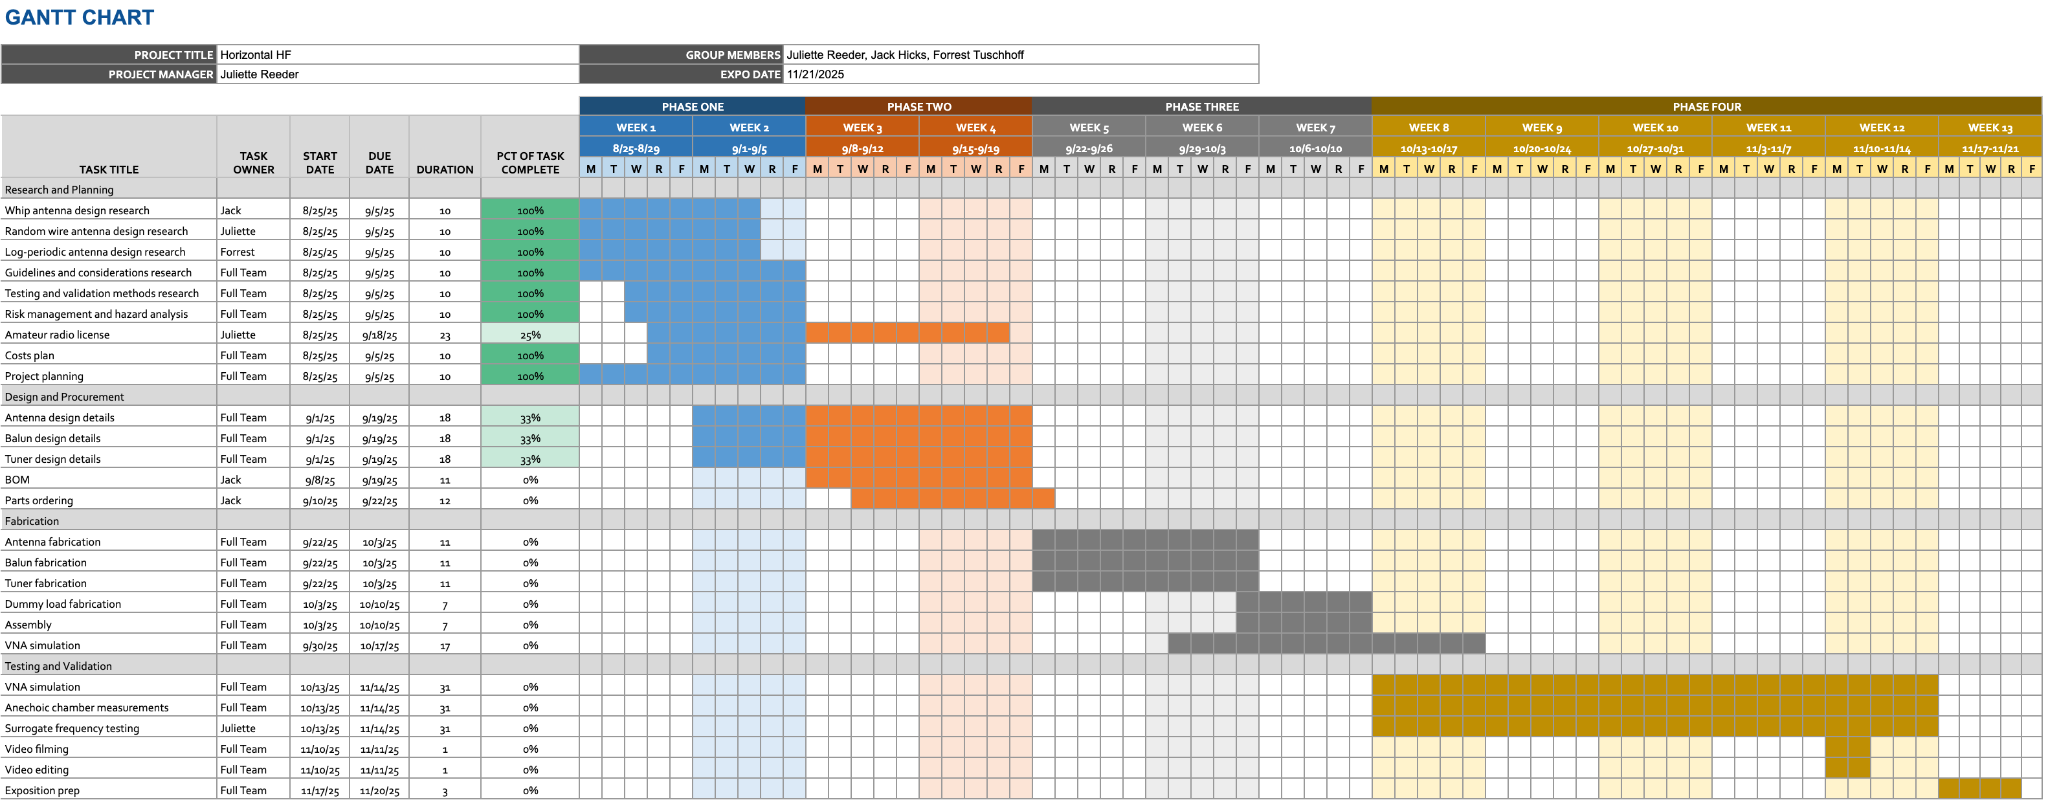 GANTT CHART
PROJECT TITLE Horizontal HF GROUP MEMBERS Juliette Reeder, Jack Hicks, Forrest Tuschhoff
PROJECT MANAGER Juliette Reeder EXPO DATE 11/21/2025
PHASE ONE PHASE TWO PHASE THREE PHASE FOUR
WEEK 1 WEEK 2 WEEK 3 WEEK 4 WEEK 5 WEEK 6 WEEK 7 WEEK 8 WEEK 9 WEEK 10 WEEK 11 WEEK 12 WEEK 13
8/25-8/29 9/1-9/5 9/8-9/12 9/15-9/19 9/22-9/26 9/29-10/3 10/6-10/10 10/13-10/17 10/20-10/24 10/27-10/31 11/3-11/7 11/10-11/14 11/17-11/21
TASK TITLE TASK OWNER START DATE DUE DATE DURATION PCT OF TASK COMPLETE M T W R F M T W R F M T W R F M T W R F M T W R F M T W R F M T W R F M T W R F M T W R F M T W R F M T W R F M T W R F M T W R F
Research and Planning
Whip antenna design research Jack 8/25/25 9/5/25 10 100%
Random wire antenna design research Juliette 8/25/25 9/5/25 10 100%
Log-periodic antenna design research Forrest 8/25/25 9/5/25 10 100%
Guidelines and considerations research Full Team 8/25/25 9/5/25 10 100%
Testing and validation methods research Full Team 8/25/25 9/5/25 10 100%
Risk management and hazard analysis Full Team 8/25/25 9/5/25 10 100%
Amateur radio license Juliette 8/25/25 9/18/25 23 25%
Costs plan Full Team 8/25/25 9/5/25 10 100%
Project planning Full Team 8/25/25 9/5/25 10 100%
Design and Procurement
Antenna design details Full Team 9/1/25 9/19/25 18 33%
Balun design details Full Team 9/1/25 9/19/25 18 33%
Tuner design details Full Team 9/1/25 9/19/25 18 33%
BOM Jack 9/8/25 9/19/25 11 0%
Parts ordering Jack 9/10/25 9/22/25 12 0%
Fabrication
Antenna fabrication Full Team 9/22/25 10/3/25 11 0%
Balun fabrication Full Team 9/22/25 10/3/25 11 0%
Tuner fabrication Full Team 9/22/25 10/3/25 11 0%
Dummy load fabrication Full Team 10/3/25 10/10/25 7 0%
Assembly Full Team 10/3/25 10/10/25 7 0%
VNA simulation Full Team 9/30/25 10/17/25 17 0%
Testing and Validation
VNA simulation Full Team 10/13/25 11/14/25 31 0%
Anechoic chamber measurements Full Team 10/13/25 11/14/25 31 0%
Surrogate frequency testing Juliette 10/13/25 11/14/25 31 0%
Video filming Full Team 11/10/25 11/11/25 1 0%
Video editing Full Team 11/10/25 11/11/25 1 0%
Exposition prep Full Team 11/17/25 11/20/25 3 0%